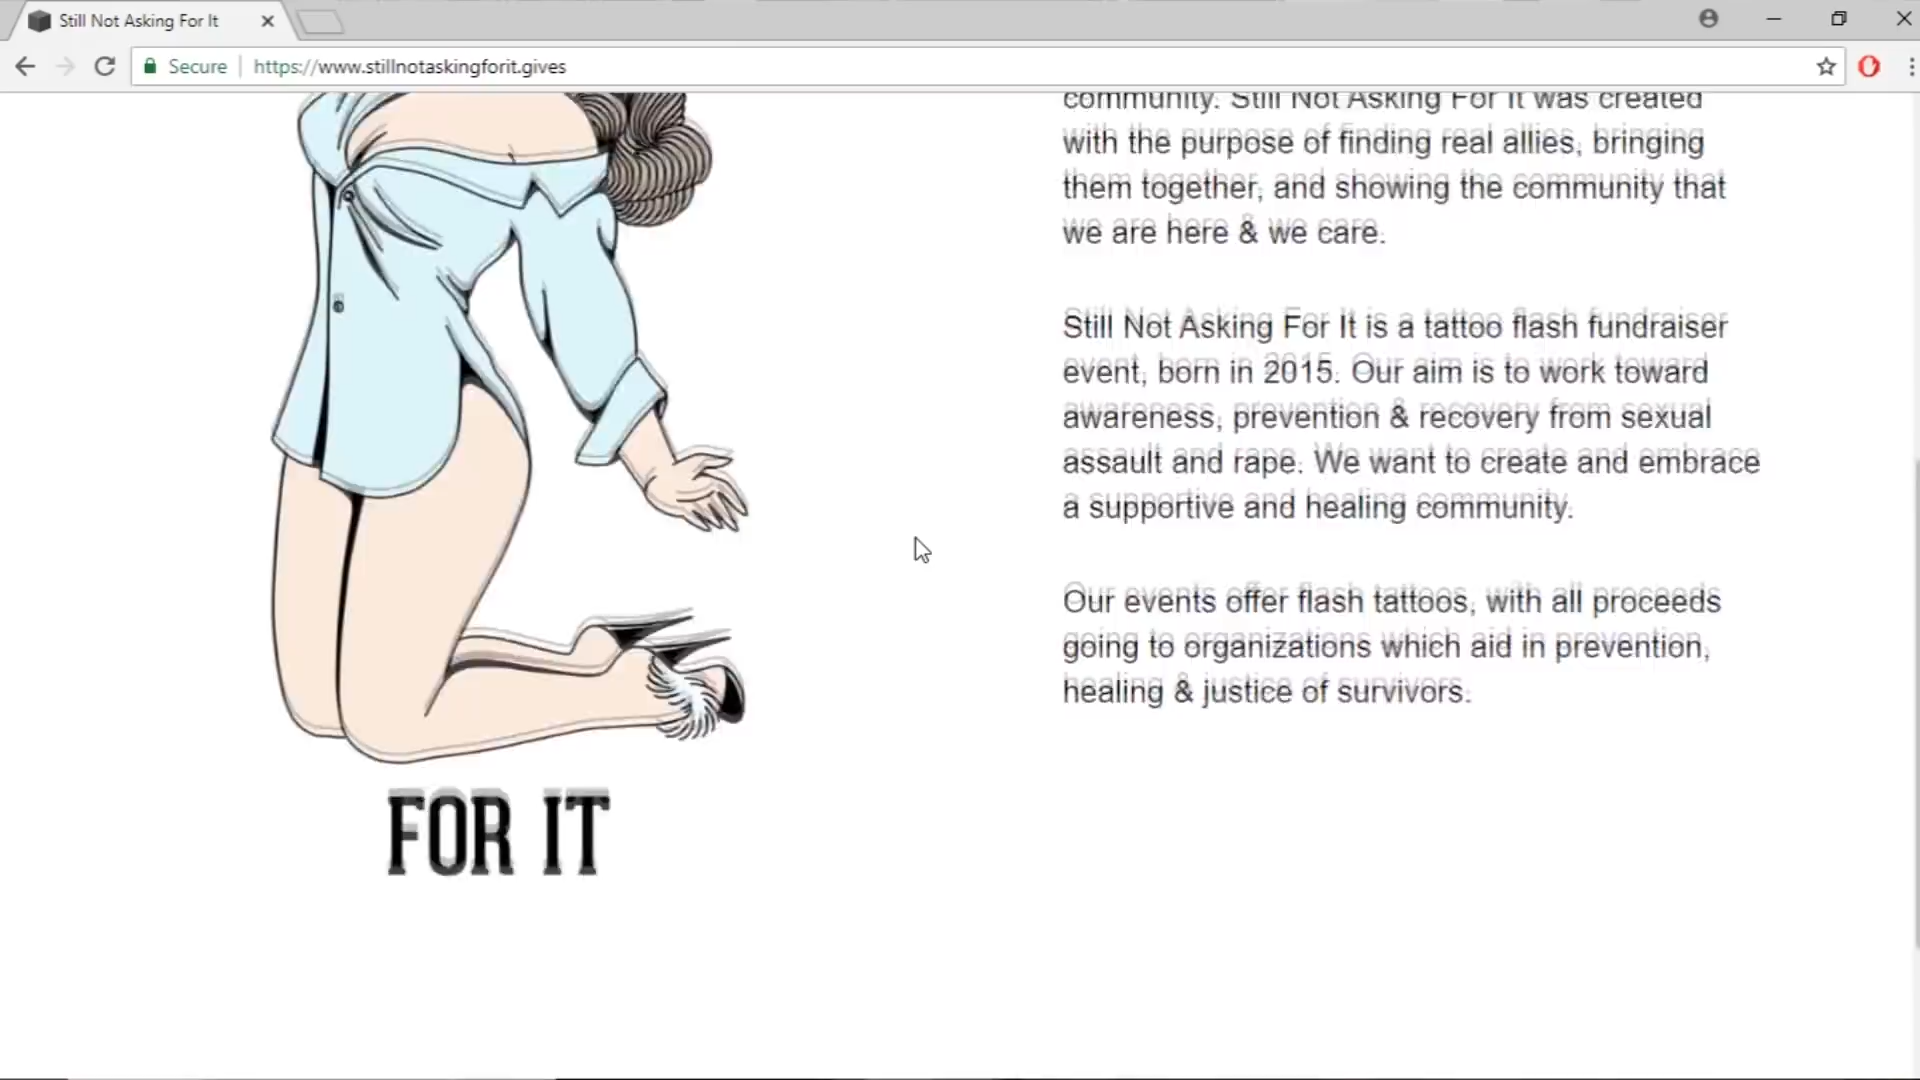 Still Not Asking For It
Secure
https://www.stillnotaskingforit.gives
community. Still Not Asking For It was created
with the purpose of finding real allies, bringing
them together, and showing the community that
we are here & we care.
Still Not Asking For It is a tattoo flash fundraiser
event, born in 2015. Our aim is to work toward
awareness, prevention & recovery from sexual
assault and rape. We want to create and embrace
a supportive and healing community.
Our events offer flash tattoos, with all proceeds
going to organizations which aid in prevention,
healing & justice of survivors.
FOR IT